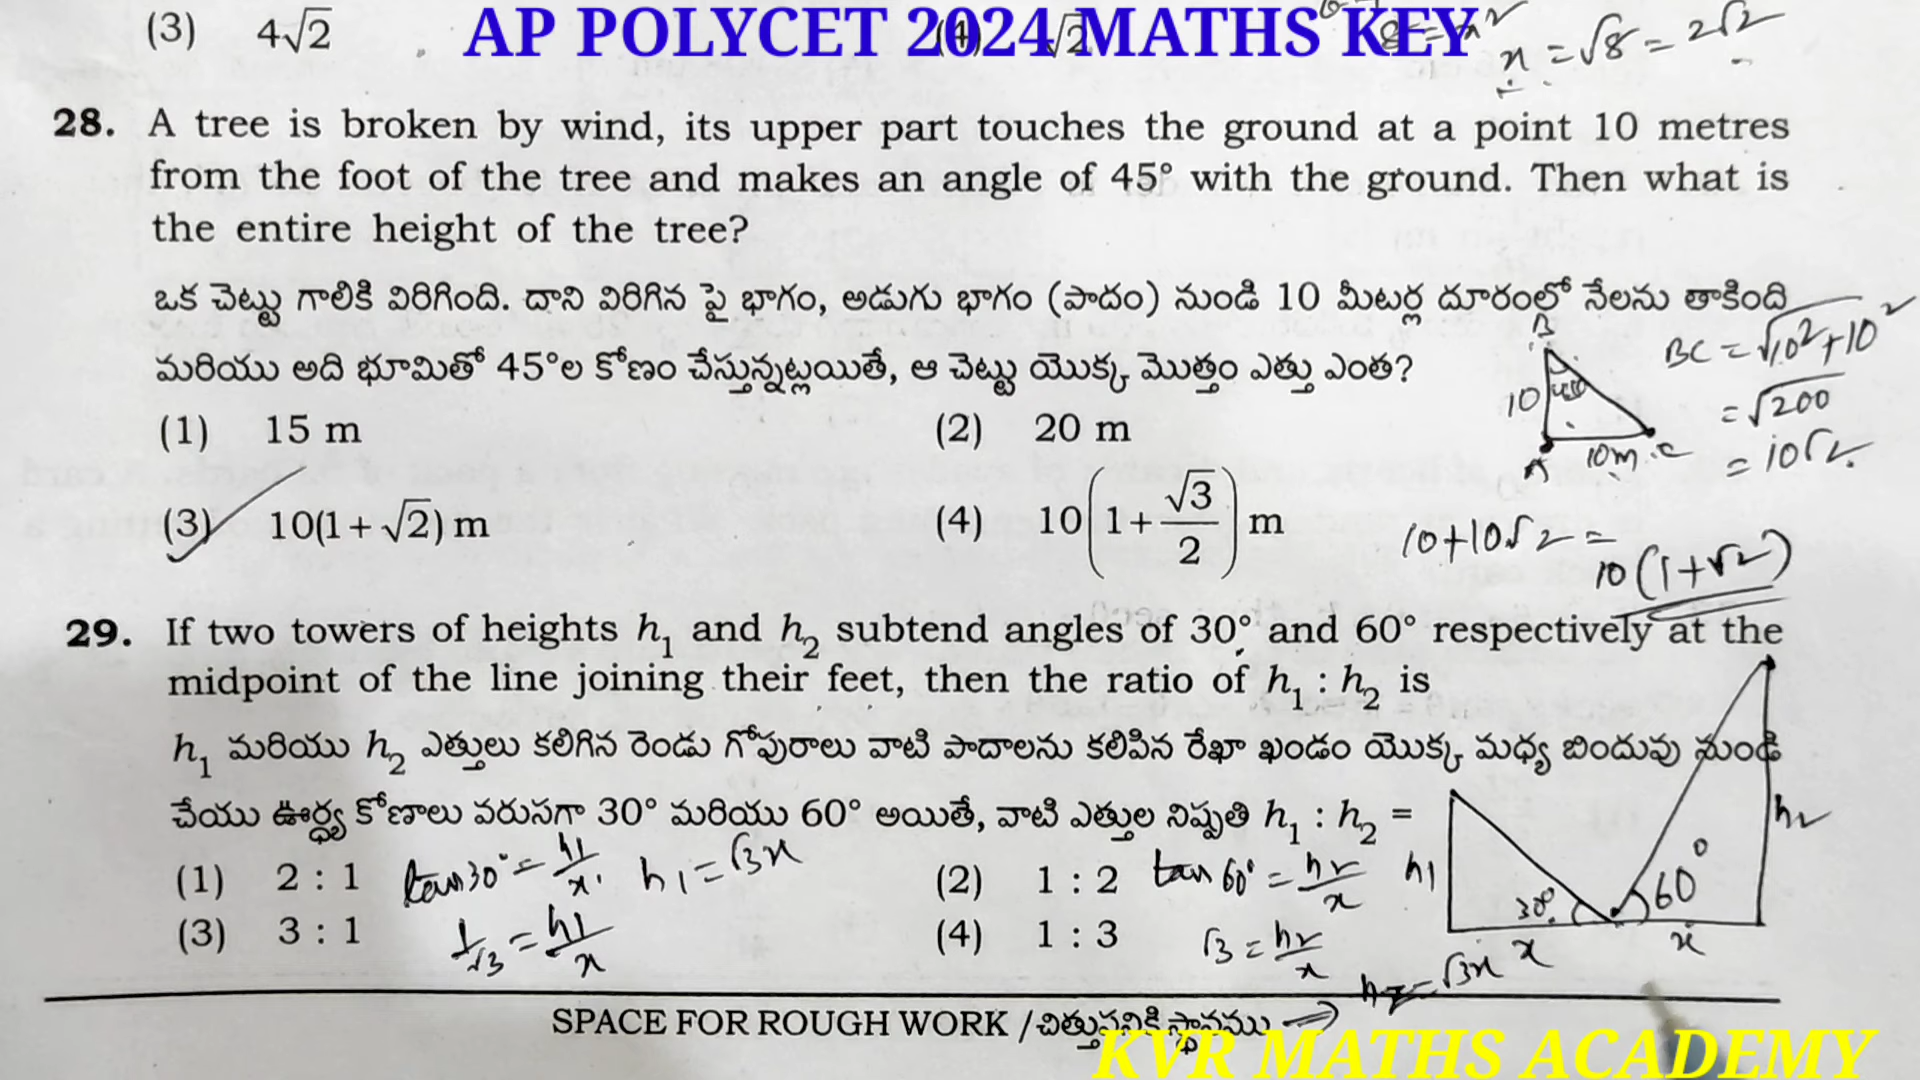 (3) 4√2
AP POLYCET 2024 MATHS KEY
(4) √2
x = √8 = 2√2
28. A tree is broken by wind, its upper part touches the ground at a point 10 metres
from the foot of the tree and makes an angle of 45° with the ground. Then what is
the entire height of the tree?
ఒక చెట్టు గాలికి విరిగింది. దాని విరిగిన పై భాగం, అడుగు భాగం (పాదం) నుండి 10 మీటర్ల దూరంలో నేలను తాకింది
మరియు అది భూమితో 45°ల కోణం చేస్తున్నట్లయితే, ఆ చెట్టు యొక్క మొత్తం ఎత్తు ఎంత?
B
10
A 10m C
BC = √10² + 10²
= √200
= 10√2.
(1) 15 m (2) 20 m
(3) 10(1 + √2) m (4) 10(1 + √3/2) m
10+10√2 =
10(1+√2)
29. If two towers of heights h₁ and h₂ subtend angles of 30° and 60° respectively at the
midpoint of the line joining their feet, then the ratio of h₁ : h₂ is
h₁ మరియు h₂ ఎత్తులు కలిగిన రెండు గోపురాలు వాటి పాదాలను కలిపిన రేఖా ఖండం యొక్క మధ్య బిందువు నుండి
చేయు ఊర్ధ్వ కోణాలు వరుసగా 30° మరియు 60° అయితే, వాటి ఎత్తుల నిష్పత్తి h₁ : h₂ =
(1) 2 : 1 tan30° = h1/x. h1 = √3x (2) 1 : 2 tan 60° = h2/x
(3) 3 : 1 1/√3 = h1/x (4) 1 : 3 √3 = h2/x
h2 = √3x
h1 30° x 60° x h2
SPACE FOR ROUGH WORK / చిత్తుపనికి స్థానము
KVR MATHS ACADEMY